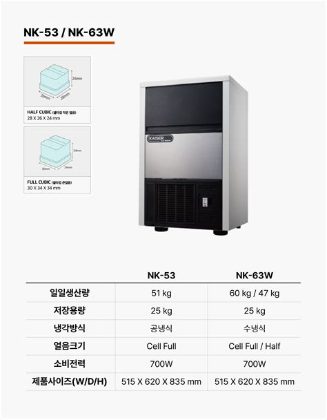 NK-53 / NK-63W
HALF CUBIC
28 X 26 X 24 mm
FULL CUBIC
30 X 34 X 34 mm
KAISER
NK-53 NK-63W
일일생산량 51 kg 60 kg / 47 kg
저장용량 25 kg 25 kg
냉각방식 공냉식 수냉식
얼음크기 Cell Full Cell Full / Half
소비전력 700W 700W
제품사이즈(W/D/H) 515 X 620 X 835 mm 515 X 620 X 835 mm